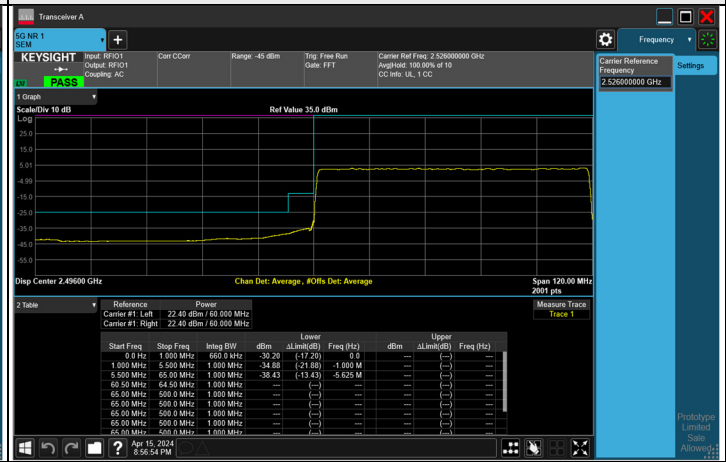 Transceiver A
5G NR 1
SEM
+
Frequency
KEYSIGHT
LXI
PASS
Input: RFIO1
Output: RFIO1
Coupling: AC
Corr CCorr
Range: -45 dBm
Trig: Free Run
Gate: FFT
Carrier Ref Freq: 2.526000000 GHz
Avg|Hold: 100.00% of 10
CC Info: UL, 1 CC
Carrier Reference
Frequency
2.526000000 GHz
Settings
1 Graph
Scale/Div 10 dB
Ref Value 35.0 dBm
Log
25.0
15.0
5.01
-4.99
-15.0
-25.0
-35.0
-45.0
-55.0
Disp Center 2.49600 GHz
Chan Det: Average, #Offs Det: Average
Span 120.00 MHz
2001 pts
2 Table
Reference Power
Carrier #1: Left 22.40 dBm / 60.000 MHz
Carrier #1: Right 22.40 dBm / 60.000 MHz
Measure Trace
Trace 1
Lower Upper
Start Freq Stop Freq Integ BW dBm ΔLimit(dB) Freq (Hz) dBm ΔLimit(dB) Freq (Hz)
0.0 Hz 1.000 MHz 660.0 kHz -30.20 (-17.20) 0.0 --- (---) ---
1.000 MHz 5.500 MHz 1.000 MHz -34.88 (-21.88) -1.000 M --- (---) ---
5.500 MHz 65.00 MHz 1.000 MHz -38.43 (-13.43) -5.625 M --- (---) ---
60.50 MHz 64.50 MHz 1.000 MHz --- (---) --- --- (---) ---
65.00 MHz 500.0 MHz 1.000 MHz --- (---) --- --- (---) ---
65.00 MHz 500.0 MHz 1.000 MHz --- (---) --- --- (---) ---
65.00 MHz 500.0 MHz 1.000 MHz --- (---) --- --- (---) ---
65.00 MHz 500.0 MHz 1.000 MHz --- (---) --- --- (---) ---
65.00 MHz 500.0 MHz 1.000 MHz --- (---) --- --- (---) ---
Prototype
Limited
Sale
Allowed
?
Apr 15, 2024
8:56:54 PM